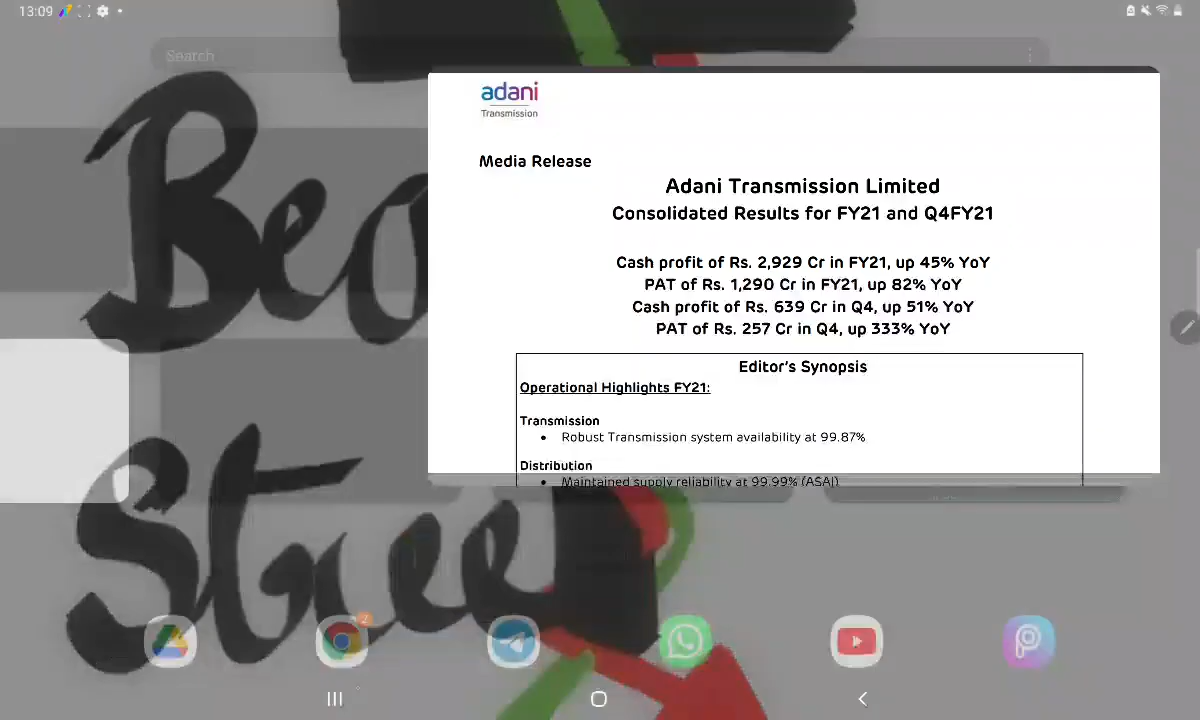 13:09
Search
adani
Transmission
Media Release
Adani Transmission Limited
Consolidated Results for FY21 and Q4FY21
Cash profit of Rs. 2,929 Cr in FY21, up 45% YoY
PAT of Rs. 1,290 Cr in FY21, up 82% YoY
Cash profit of Rs. 639 Cr in Q4, up 51% YoY
PAT of Rs. 257 Cr in Q4, up 333% YoY
Editor's Synopsis
Operational Highlights FY21:
Transmission
• Robust Transmission system availability at 99.87%
Distribution
• Maintained supply reliability at 99.99% (ASAI)
Stree
2